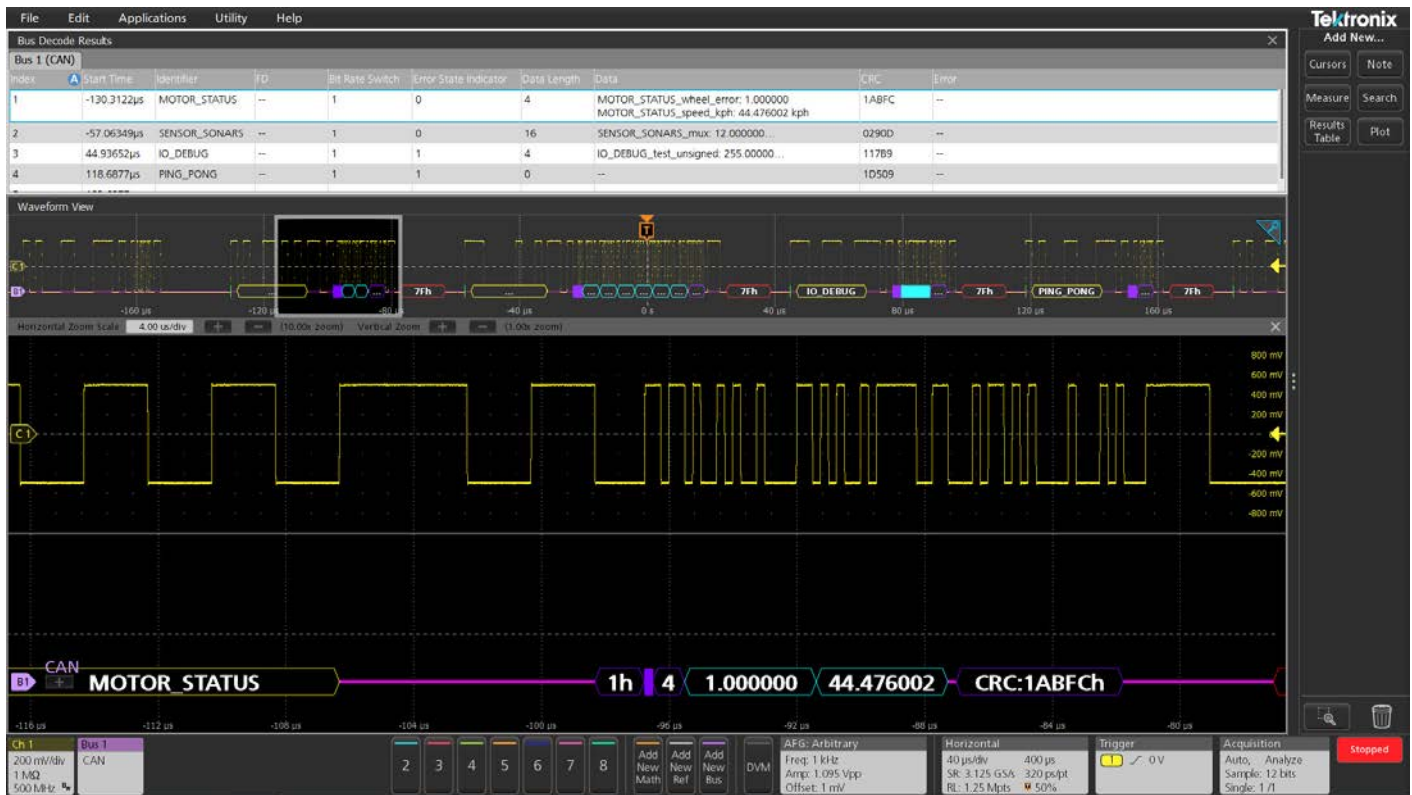 File Edit Applications Utility Help
Tektronix
Add New...
Bus Decode Results
Bus 1 (CAN)
Cursors Note
Index Start Time Identifier FD Bit Rate Switch Error State Indicator Data Length Data CRC Error
1 -130.3122µs MOTOR_STATUS -- 1 0 4 MOTOR_STATUS_wheel_error: 1.000000 1ABFC --
MOTOR_STATUS_speed_kph: 44.476002 kph
Measure Search
2 -57.06349µs SENSOR_SONARS -- 1 0 16 SENSOR_SONARS_mux: 12.000000... 0290D --
Results Table Plot
3 44.93652µs IO_DEBUG -- 1 1 4 IO_DEBUG_test_unsigned: 255.00000... 117B9 --
4 118.6877µs PING_PONG -- 1 1 0 -- 1D509 --
Waveform View
T
C1
B1 ... ... 7Fh ... ... ... ... ... ... ... ... 7Fh IO_DEBUG ... 7Fh PING_PONG ... 7Fh
-160 µs -120 µs -80 µs -40 µs 0 s 40 µs 80 µs 120 µs 160 µs
Horizontal Zoom Scale 4.00 us/div + - (10.00x zoom) Vertical Zoom + - (1.00x zoom)
800 mV
600 mV
400 mV
200 mV
C1
-200 mV
-400 mV
-600 mV
-800 mV
CAN
B1 + MOTOR_STATUS 1h 4 1.000000 44.476002 CRC:1ABFCh
-116 µs -112 µs -108 µs -104 µs -100 µs -96 µs -92 µs -88 µs -84 µs -80 µs
Ch 1
200 mV/div
1 MΩ
500 MHz
Bus 1
CAN
2 3 4 5 6 7 8
Add New Math
Add New Ref
Add New Bus
DVM
AFG: Arbitrary
Freq: 1 kHz
Amp: 1.095 Vpp
Offset: 1 mV
Horizontal
40 µs/div 400 µs
SR: 3.125 GS/s 320 ps/pt
RL: 1.25 Mpts 50%
Trigger
1 0 V
Acquisition
Auto, Analyze
Sample: 12 bits
Single: 1 /1
Stopped